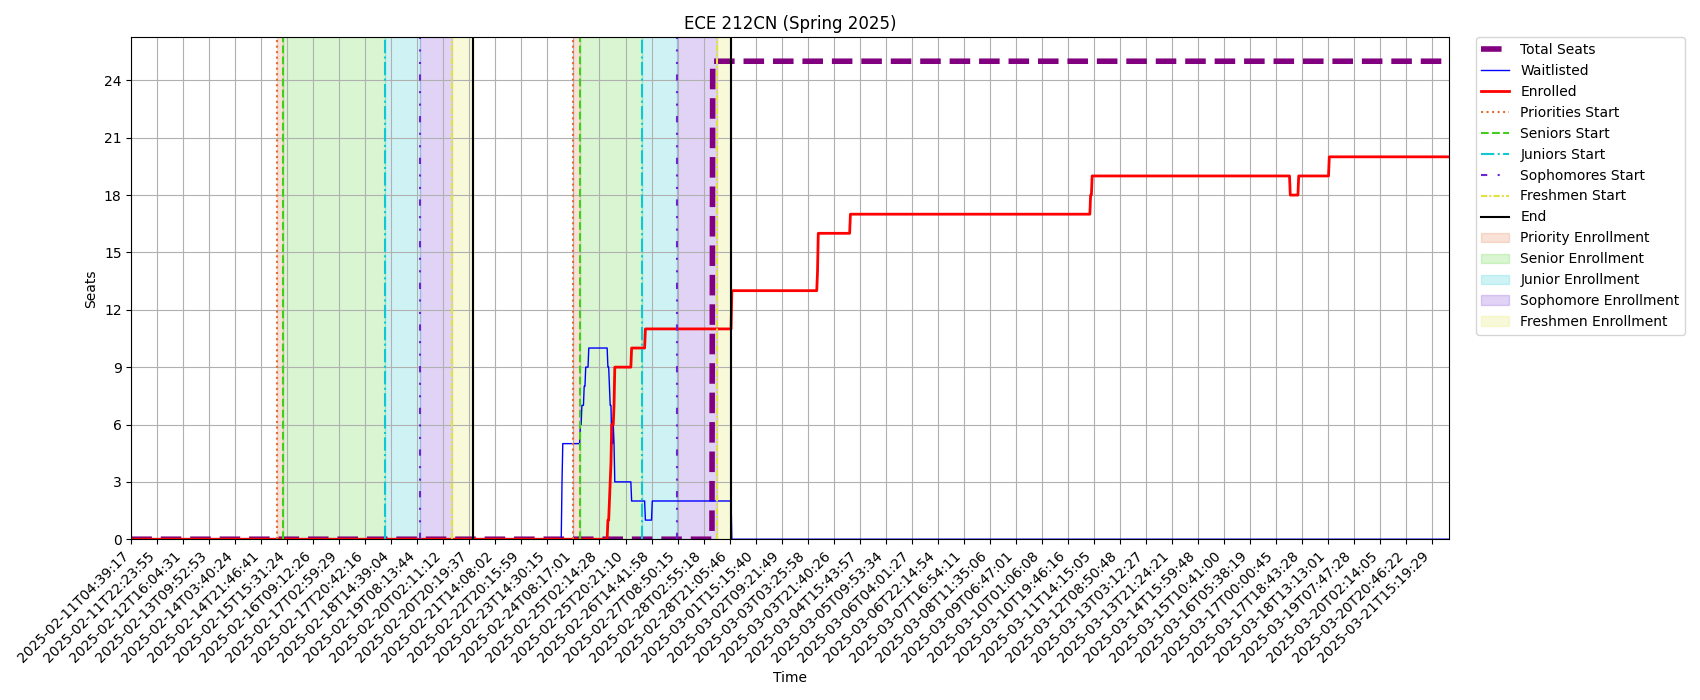 ECE 212CN (Spring 2025)
Seats
24
21
18
15
12
9
6
3
0
2025-02-11T04:39:17
2025-02-11T22:23:55
2025-02-12T16:04:31
2025-02-13T09:52:53
2025-02-14T03:40:24
2025-02-14T21:46:41
2025-02-15T15:31:24
2025-02-16T09:12:26
2025-02-17T02:59:29
2025-02-17T20:42:16
2025-02-18T14:39:04
2025-02-19T08:13:44
2025-02-20T02:11:12
2025-02-20T20:19:37
2025-02-21T14:08:02
2025-02-22T20:15:59
2025-02-23T14:30:15
2025-02-24T08:17:01
2025-02-25T02:14:28
2025-02-25T20:21:10
2025-02-26T14:41:58
2025-02-27T08:50:15
2025-02-28T02:55:18
2025-02-28T21:05:46
2025-03-01T15:15:40
2025-03-02T09:21:49
2025-03-03T03:25:58
2025-03-03T21:40:26
2025-03-04T15:43:57
2025-03-05T09:53:34
2025-03-06T04:01:27
2025-03-06T22:14:54
2025-03-07T16:54:11
2025-03-08T11:35:06
2025-03-09T06:47:01
2025-03-10T01:06:08
2025-03-10T19:46:16
2025-03-11T14:15:05
2025-03-12T08:50:48
2025-03-13T03:12:27
2025-03-13T21:24:21
2025-03-14T15:59:48
2025-03-15T10:41:00
2025-03-16T05:38:19
2025-03-17T00:00:45
2025-03-17T18:43:28
2025-03-18T13:13:01
2025-03-19T07:47:28
2025-03-20T02:14:05
2025-03-20T20:46:22
2025-03-21T15:19:29
Time
Total Seats
Waitlisted
Enrolled
Priorities Start
Seniors Start
Juniors Start
Sophomores Start
Freshmen Start
End
Priority Enrollment
Senior Enrollment
Junior Enrollment
Sophomore Enrollment
Freshmen Enrollment